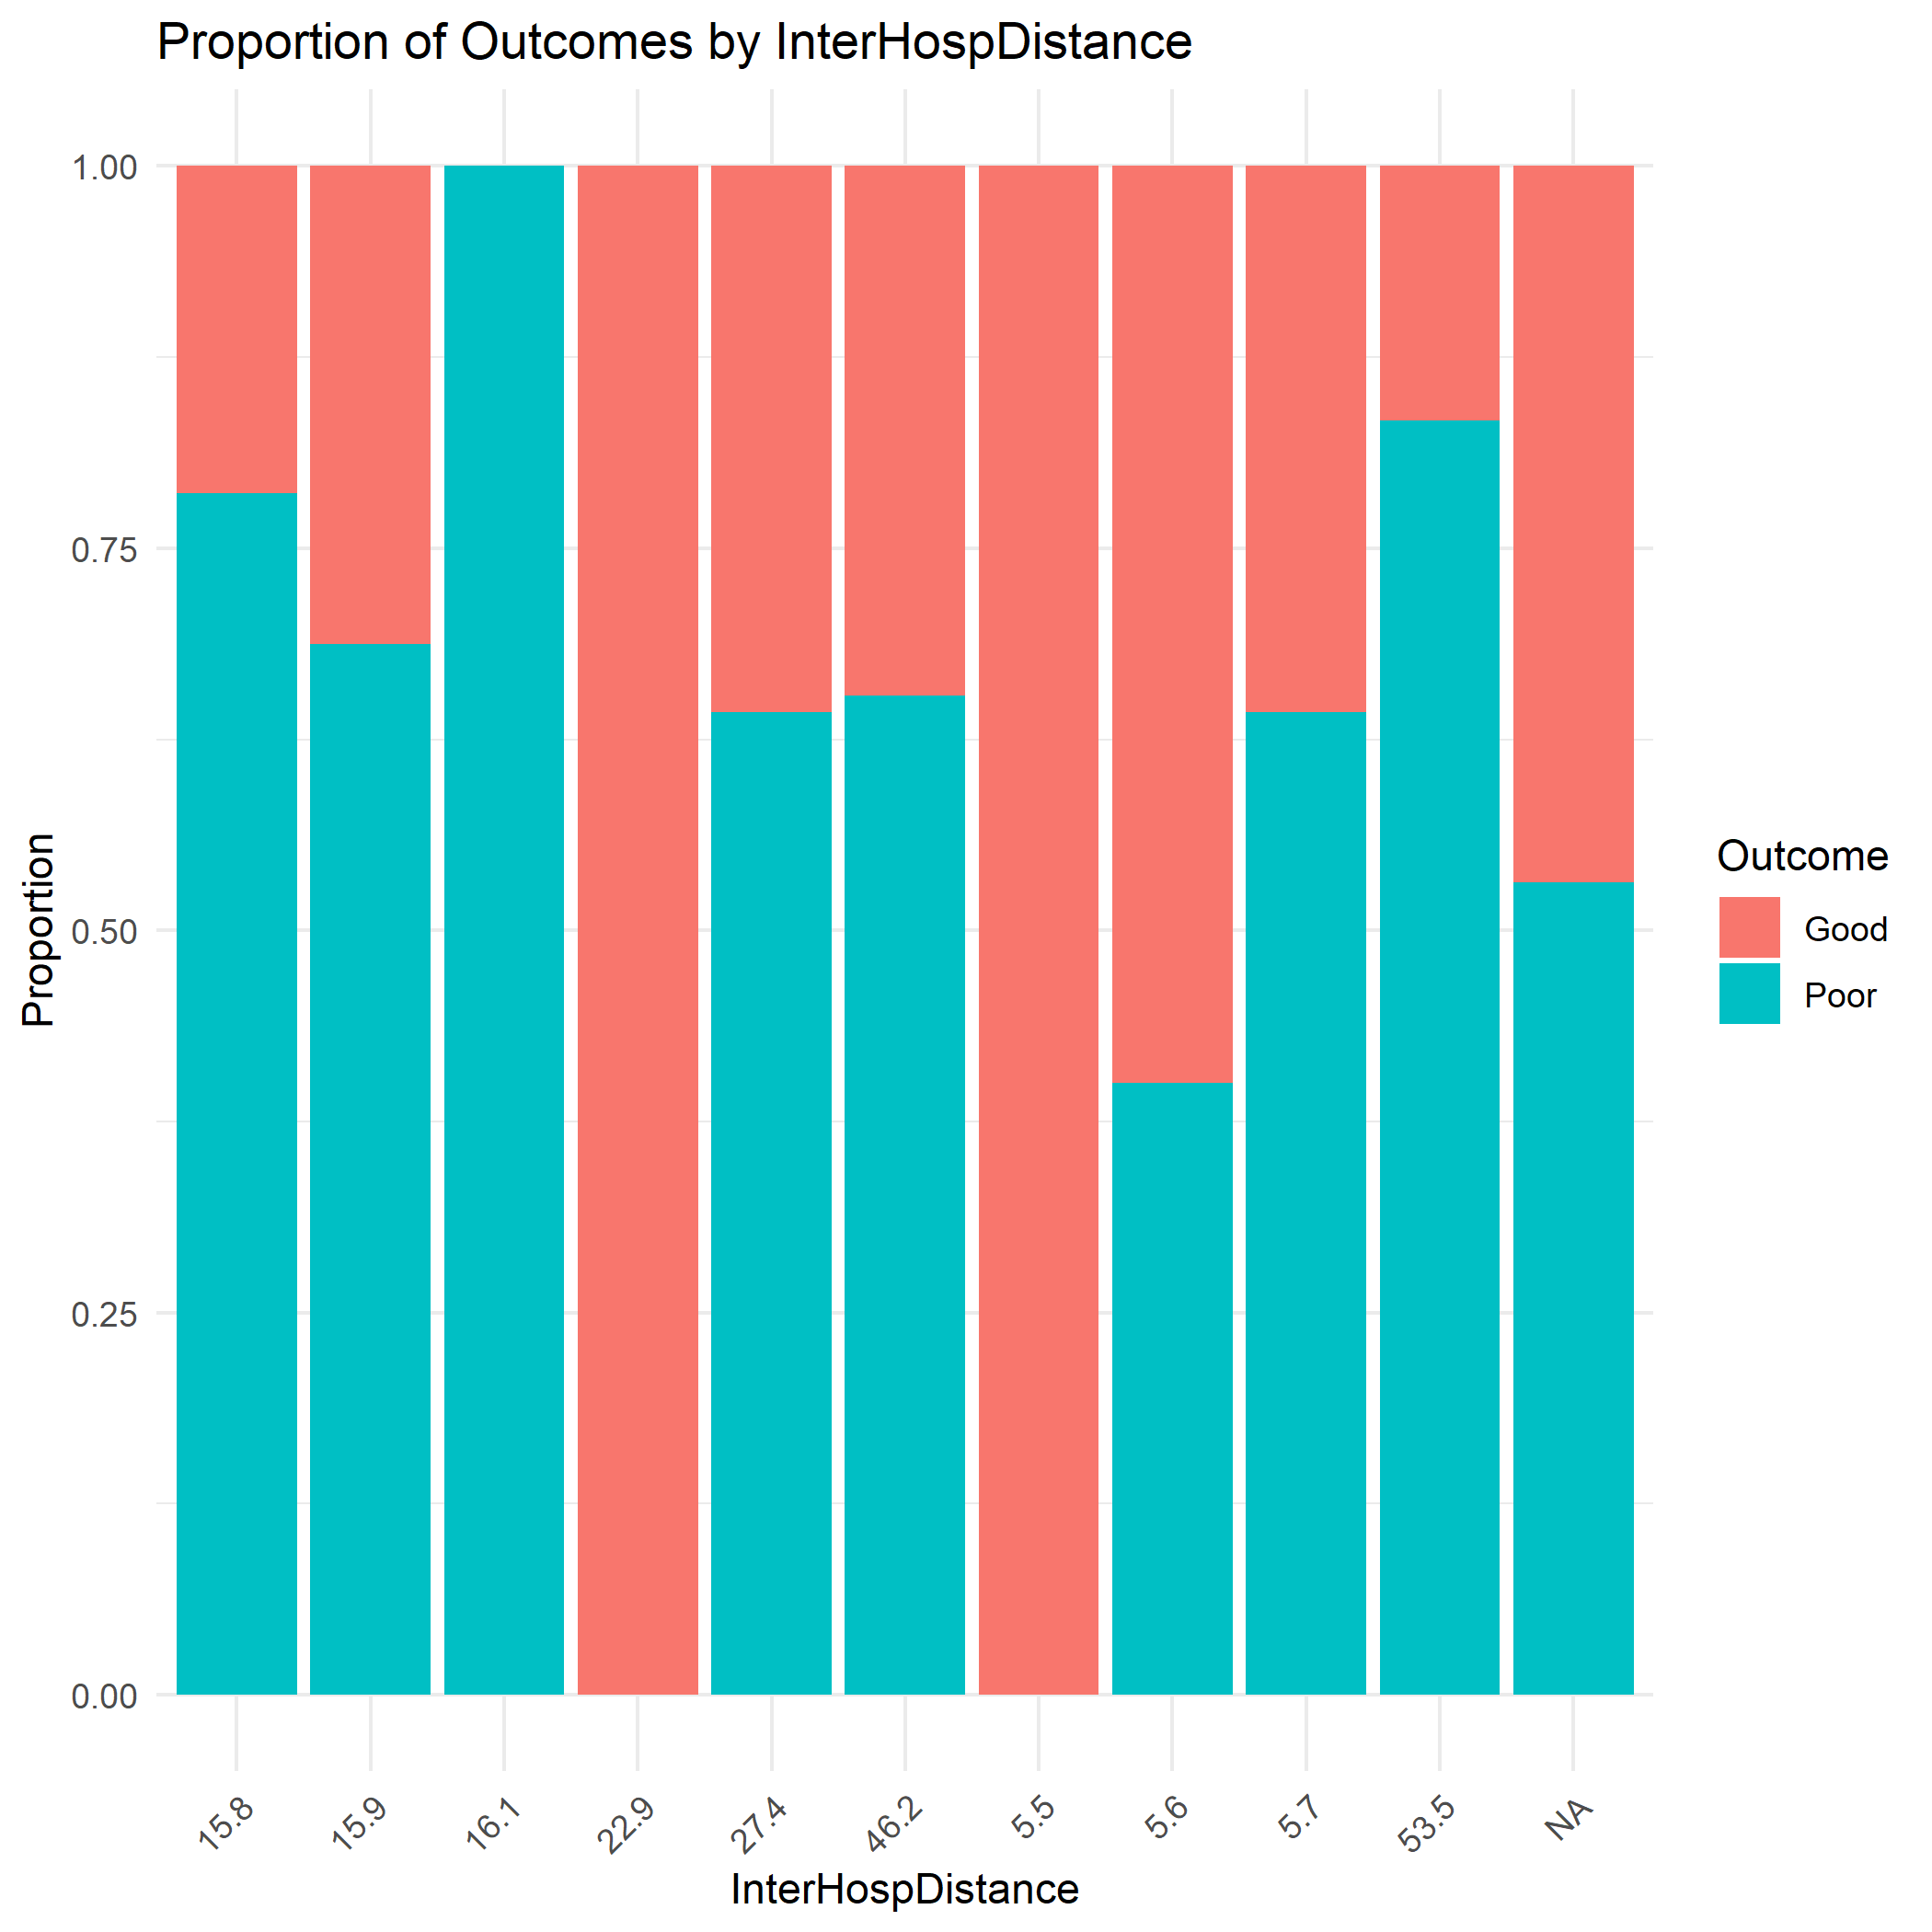 Proportion of Outcomes by InterHospDistance
1.00
0.75
0.50
0.25
0.00
Proportion
15.8
15.9
16.1
22.9
27.4
46.2
5.5
5.6
5.7
53.5
NA
InterHospDistance
Outcome
Good
Poor